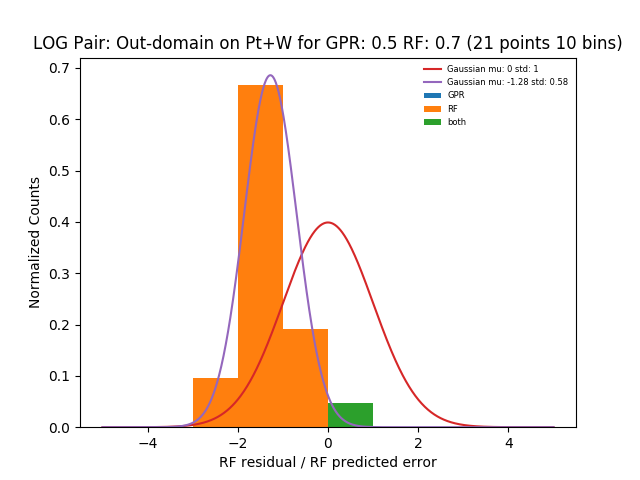 LOG Pair: Out-domain on Pt+W for GPR: 0.5 RF: 0.7 (21 points 10 bins)
Gaussian mu: 0 std: 1
Gaussian mu: -1.28 std: 0.58
GPR
RF
both
Normalized Counts
0.7
0.6
0.5
0.4
0.3
0.2
0.1
0.0
−4
−2
0
2
4
RF residual / RF predicted error